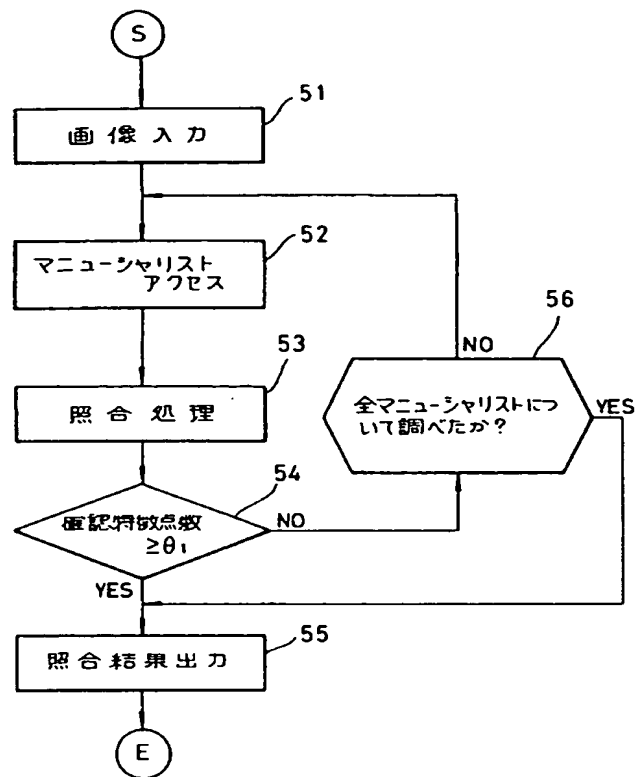 S
51
画像入力
52
マニューシャリスト
アクセス
53
照合処理
54
確認特徴点数
≥θ1
NO
YES
55
照合結果出力
E
56
NO
全マニューシャリストにつ
いて調べたか?
YES